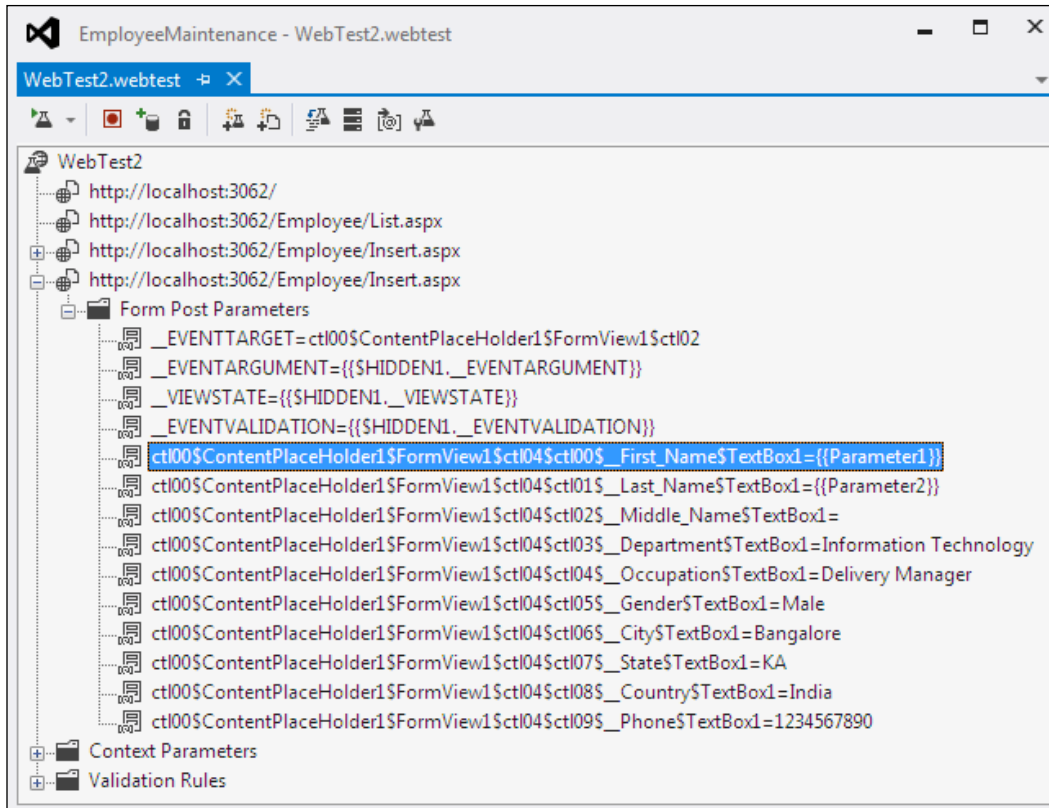 EmployeeMaintenance - WebTest2.webtest
WebTest2.webtest
WebTest2
http://localhost:3062/
http://localhost:3062/Employee/List.aspx
http://localhost:3062/Employee/Insert.aspx
http://localhost:3062/Employee/Insert.aspx
Form Post Parameters
__EVENTTARGET=ctl00$ContentPlaceHolder1$FormView1$ctl02
__EVENTARGUMENT={{$HIDDEN1.__EVENTARGUMENT}}
__VIEWSTATE={{$HIDDEN1.__VIEWSTATE}}
__EVENTVALIDATION={{$HIDDEN1.__EVENTVALIDATION}}
ctl00$ContentPlaceHolder1$FormView1$ctl04$ctl00$__First_Name$TextBox1={{Parameter1}}
ctl00$ContentPlaceHolder1$FormView1$ctl04$ctl01$__Last_Name$TextBox1={{Parameter2}}
ctl00$ContentPlaceHolder1$FormView1$ctl04$ctl02$__Middle_Name$TextBox1=
ctl00$ContentPlaceHolder1$FormView1$ctl04$ctl03$__Department$TextBox1=Information Technology
ctl00$ContentPlaceHolder1$FormView1$ctl04$ctl04$__Occupation$TextBox1=Delivery Manager
ctl00$ContentPlaceHolder1$FormView1$ctl04$ctl05$__Gender$TextBox1=Male
ctl00$ContentPlaceHolder1$FormView1$ctl04$ctl06$__City$TextBox1=Bangalore
ctl00$ContentPlaceHolder1$FormView1$ctl04$ctl07$__State$TextBox1=KA
ctl00$ContentPlaceHolder1$FormView1$ctl04$ctl08$__Country$TextBox1=India
ctl00$ContentPlaceHolder1$FormView1$ctl04$ctl09$__Phone$TextBox1=1234567890
Context Parameters
Validation Rules